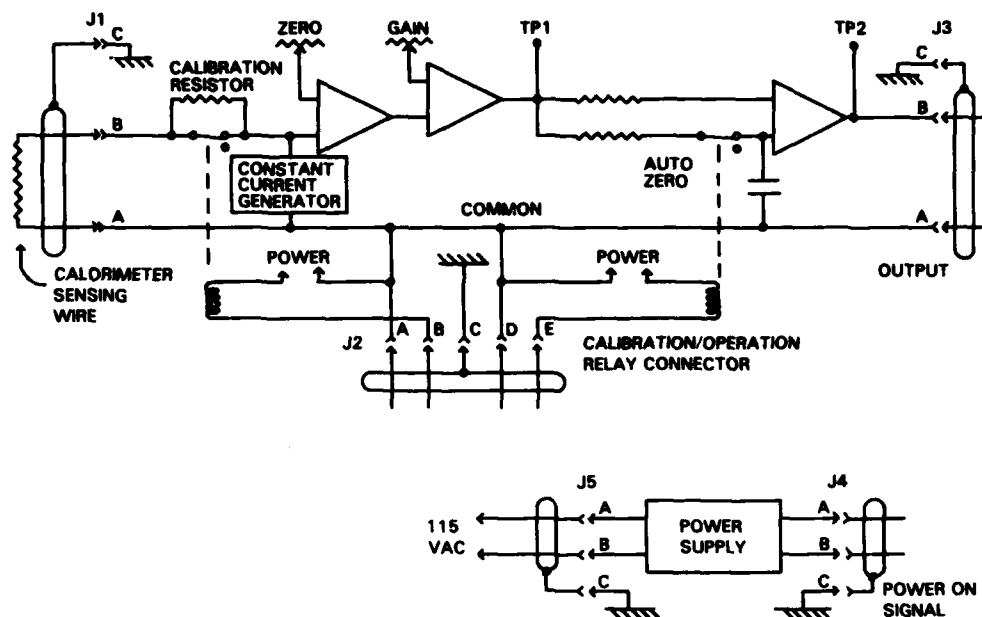 J1
C
ZERO
GAIN
TP1
TP2
J3
C
CALIBRATION
RESISTOR
B
B
CONSTANT
CURRENT
GENERATOR
AUTO
ZERO
A
COMMON
A
CALORIMETER
SENSING
WIRE
POWER
POWER
OUTPUT
J2
A
B
C
D
E
CALIBRATION/OPERATION
RELAY CONNECTOR
J5
J4
115
VAC
A
B
C
POWER
SUPPLY
A
B
C
POWER ON
SIGNAL